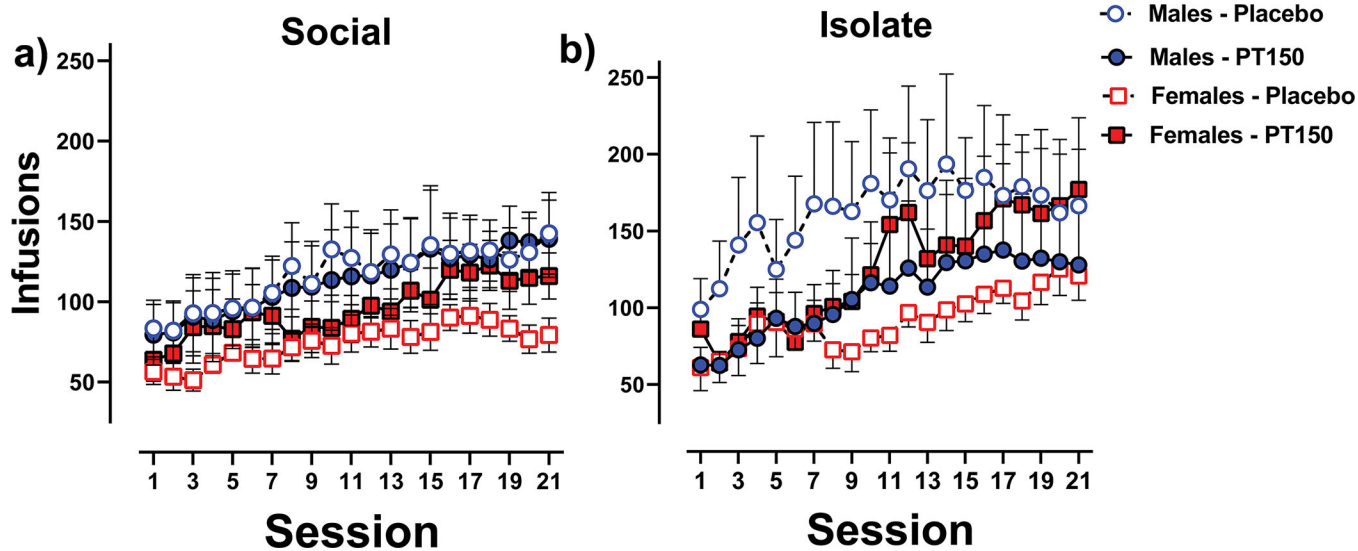 a)
Social
Infusions
250
200
150
100
50
1 3 5 7 9 11 13 15 17 19 21
Session
b)
Isolate
250
200
150
100
50
1 3 5 7 9 11 13 15 17 19 21
Session
Males - Placebo
Males - PT150
Females - Placebo
Females - PT150